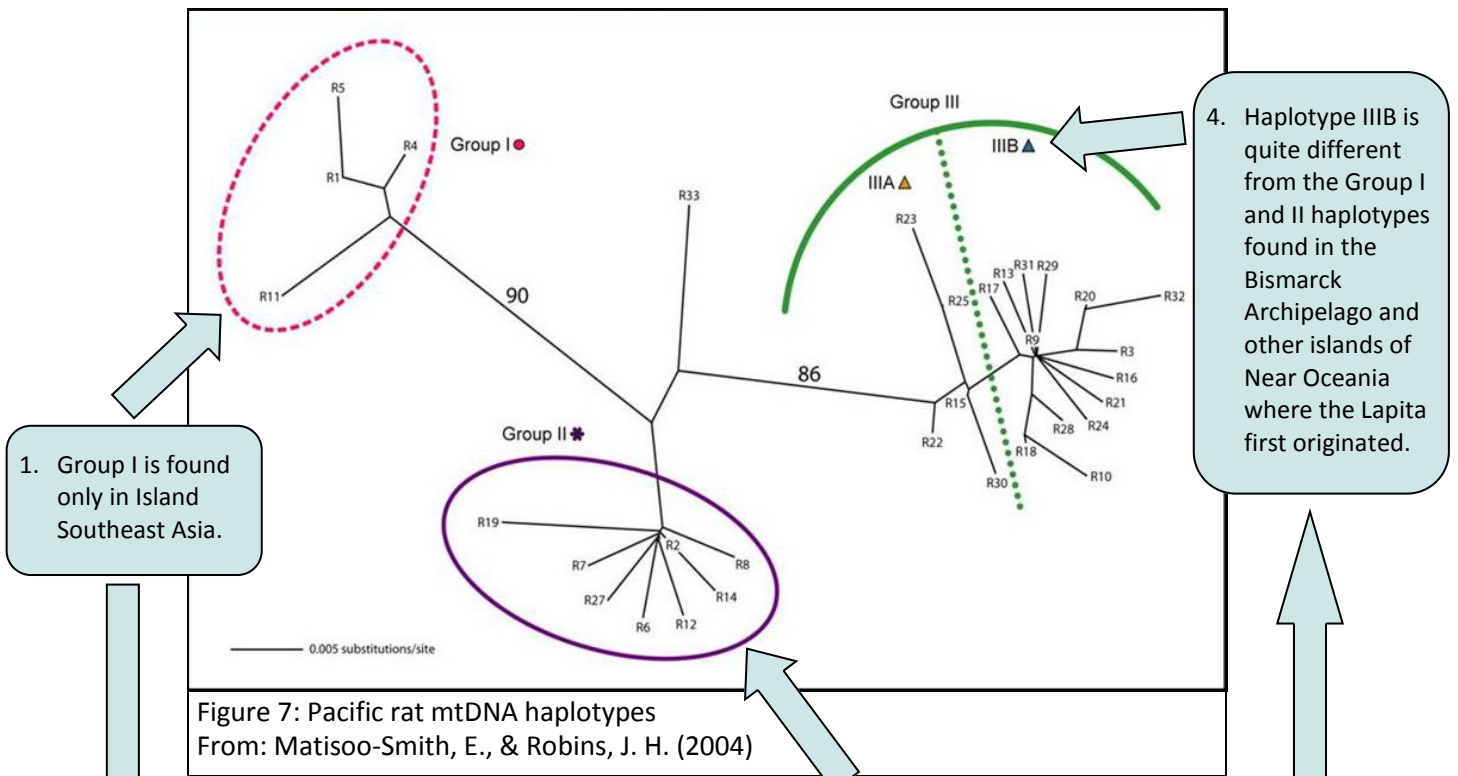 R5
R4
R1
R11
Group I
90
R33
Group III
IIIB
IIIA
R23
R25
R17
R13
R31
R29
R9
R20
R32
R3
R16
R21
R24
R28
R18
R10
R15
R22
R30
86
Group II
R19
R2
R8
R7
R27
R6
R12
R14
0.005 substitutions/site
Figure 7: Pacific rat mtDNA haplotypes
From: Matisoo-Smith, E., & Robins, J. H. (2004)
1. Group I is found
only in Island
Southeast Asia.
4. Haplotype IIIB is
quite different
from the Group I
and II haplotypes
found in the
Bismarck
Archipelago and
other islands of
Near Oceania
where the Lapita
first originated.